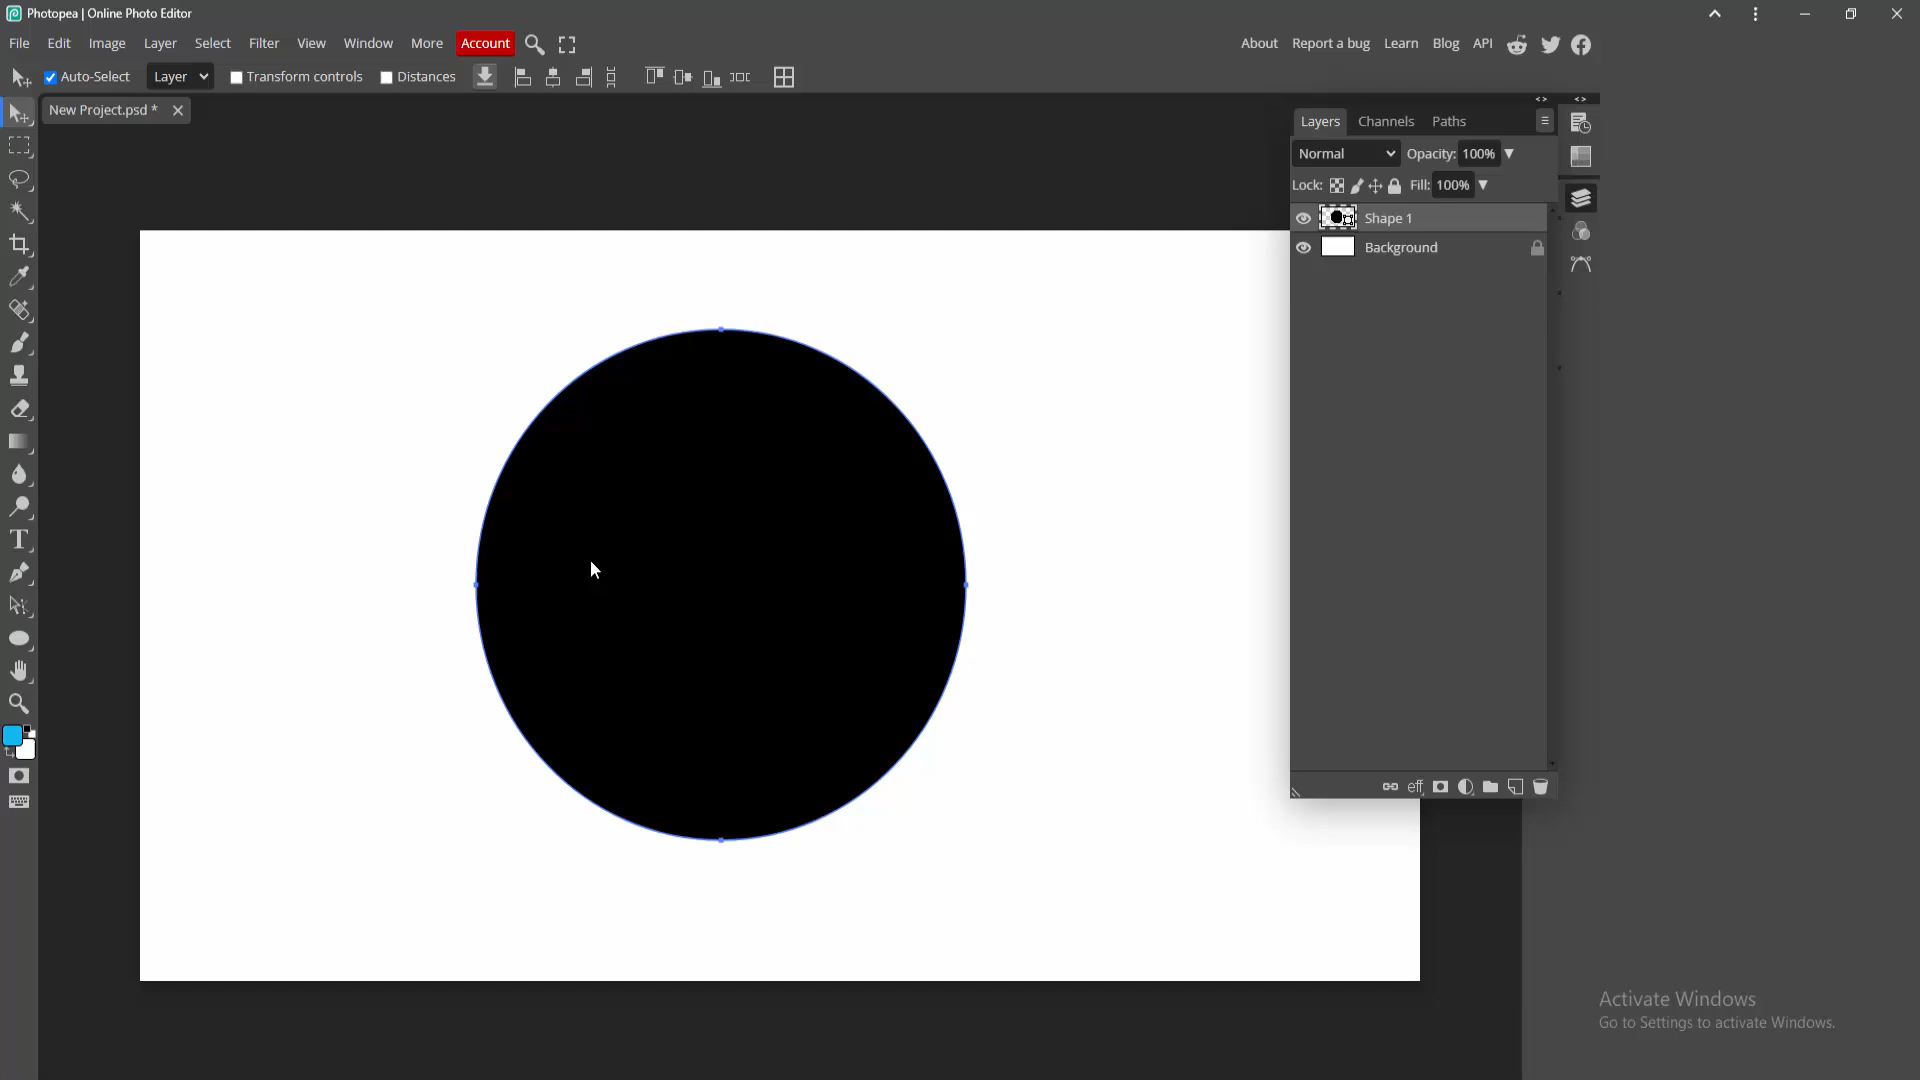 Photopea | Online Photo Editor
File Edit Image Layer Select Filter View Window More Account About Report a bug Learn Blog API
Auto-Select Layer Transform controls Distances
New Project.psd *
Layers Channels Paths
Normal Opacity: 100%
Lock: Fill: 100%
Shape 1
Background
eff
Activate Windows
Go to Settings to activate Windows.